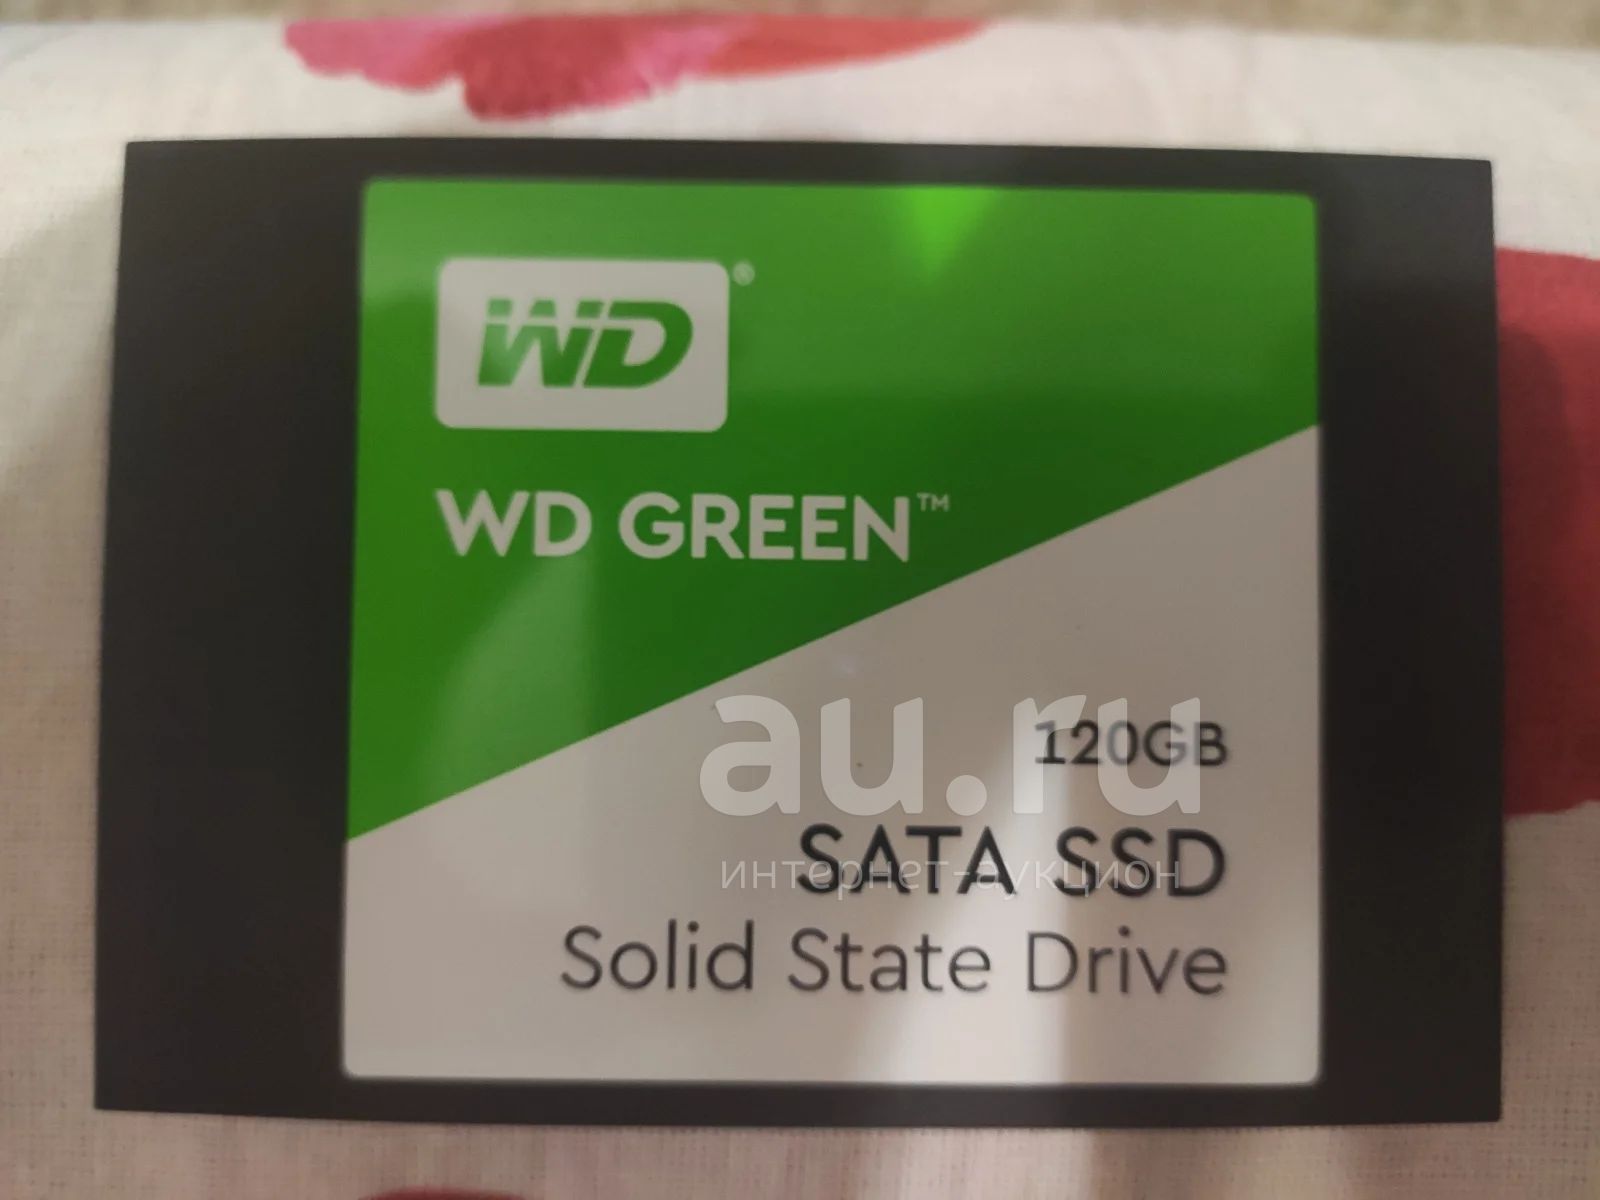 WD®
WD GREEN™
au.ru
120GB
SATA SSD
интернет-аукцион
Solid State Drive